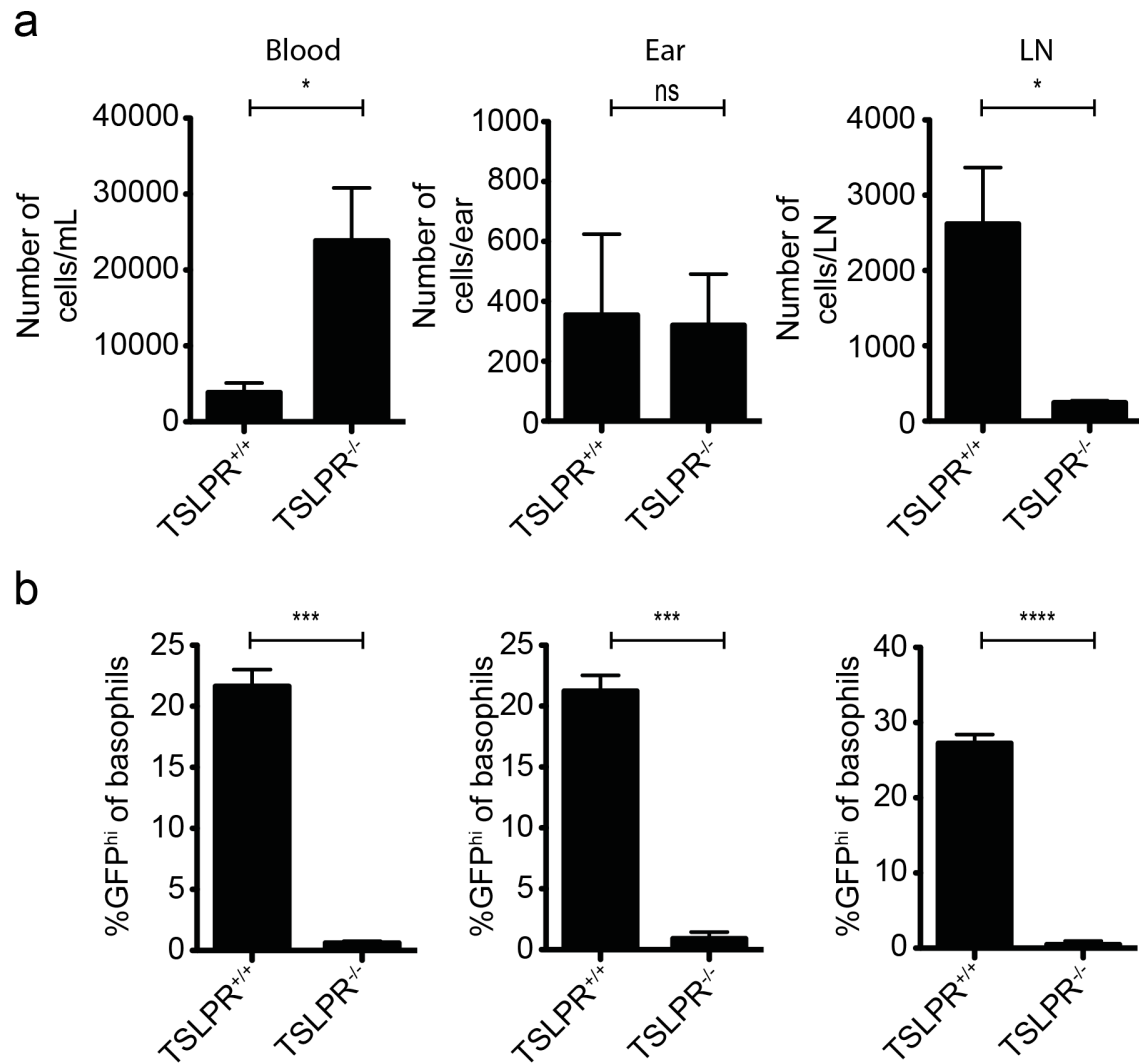 a
Blood
*
Number of
cells/mL
40000
30000
20000
10000
0
TSLPR+/+
TSLPR-/-
Ear
ns
Number of
cells/ear
1000
800
600
400
200
0
TSLPR+/+
TSLPR-/-
LN
*
Number of
cells/LN
4000
3000
2000
1000
0
TSLPR+/+
TSLPR-/-
b
***
%GFPhi of basophils
25
20
15
10
5
0
TSLPR+/+
TSLPR-/-
***
%GFPhi of basophils
25
20
15
10
5
0
TSLPR+/+
TSLPR-/-
****
%GFPhi of basophils
40
30
20
10
0
TSLPR+/+
TSLPR-/-